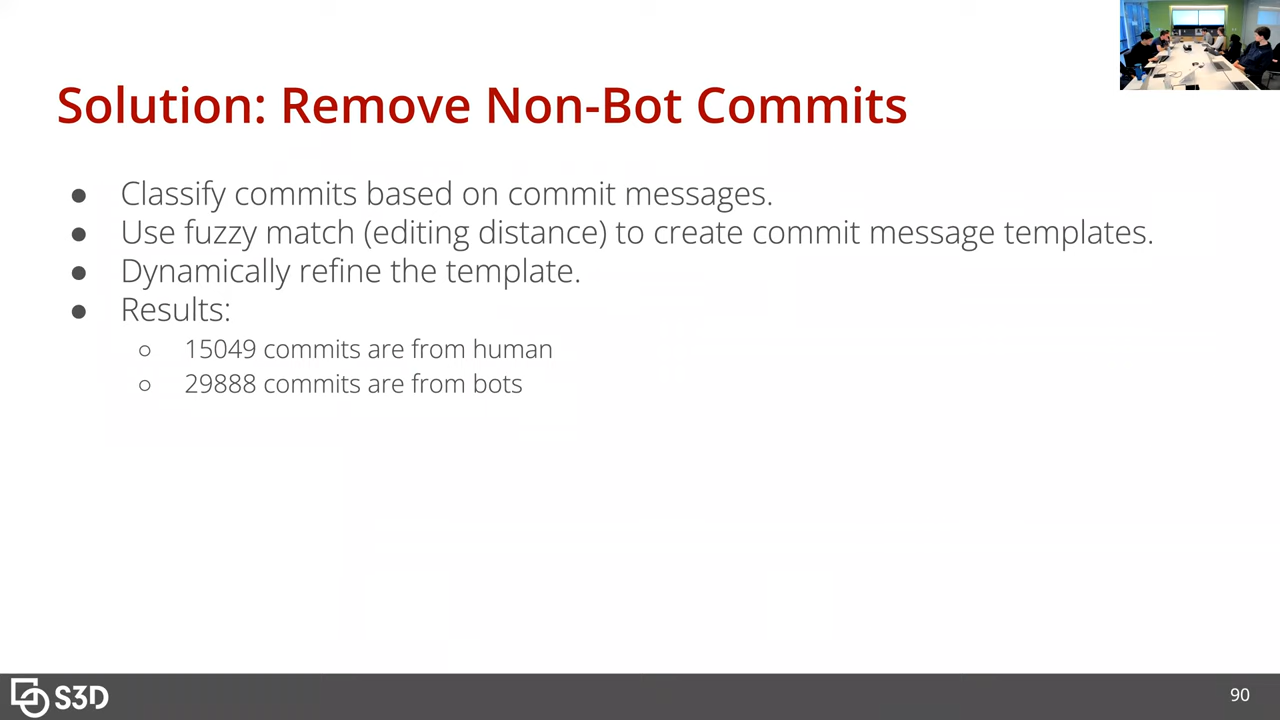 Solution: Remove Non-Bot Commits
● Classify commits based on commit messages.
● Use fuzzy match (editing distance) to create commit message templates.
● Dynamically refine the template.
● Results:
○ 15049 commits are from human
○ 29888 commits are from bots
S3D
90